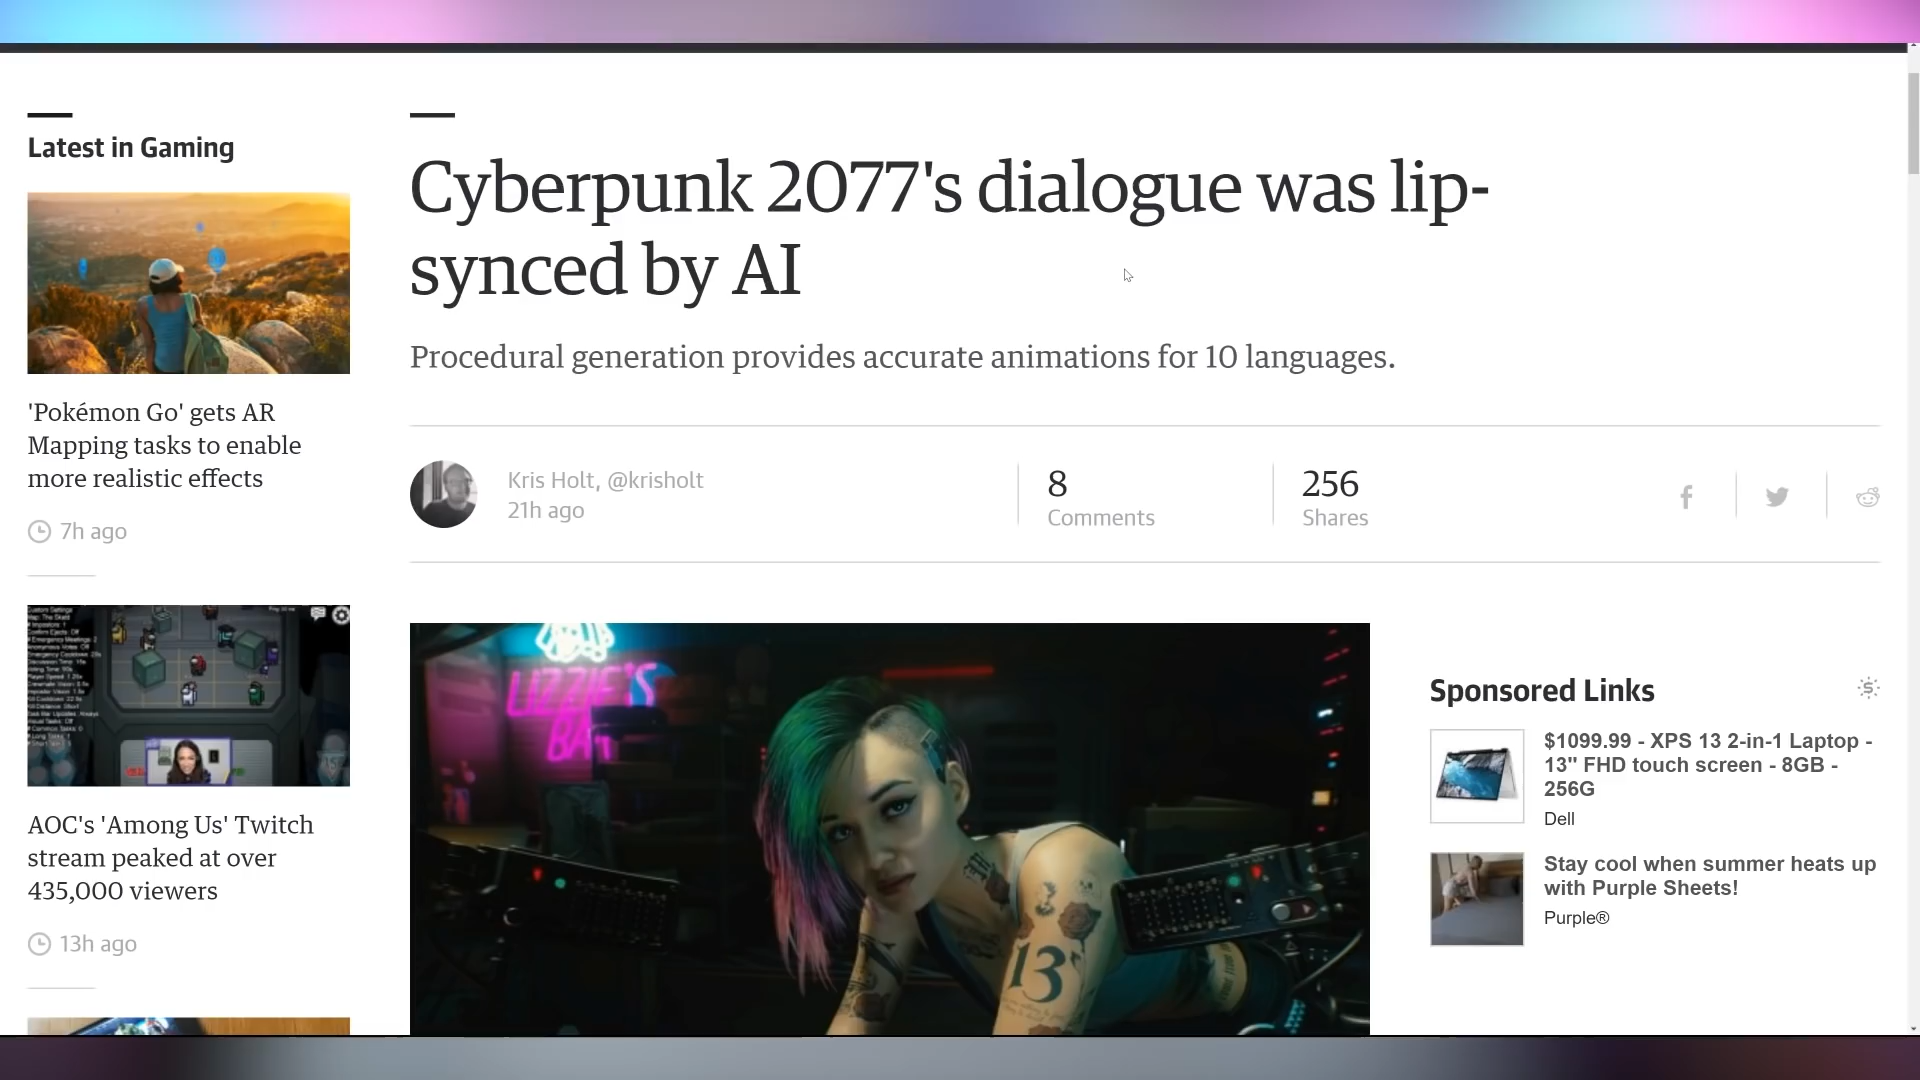 Latest in Gaming
'Pokémon Go' gets AR
Mapping tasks to enable
more realistic effects
7h ago
AOC's 'Among Us' Twitch
stream peaked at over
435,000 viewers
13h ago
Cyberpunk 2077's dialogue was lip-
synced by AI
Procedural generation provides accurate animations for 10 languages.
Kris Holt, @krisholt
21h ago
8
Comments
256
Shares
LIZZIE'S
BAR
13
Sponsored Links
$1099.99 - XPS 13 2-in-1 Laptop -
13" FHD touch screen - 8GB -
256G
Dell
Stay cool when summer heats up
with Purple Sheets!
Purple®